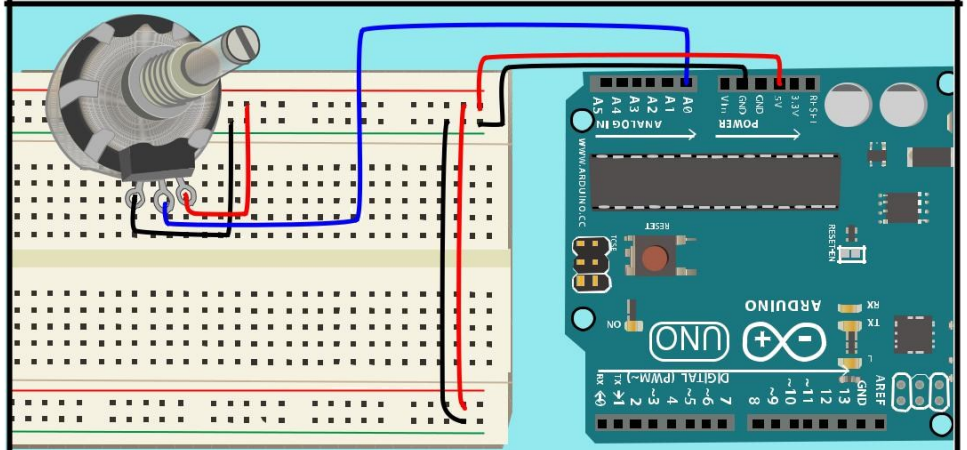 A5 A4 A3 A2 A1 A0
Vin GND GND 5V 3.3V
ANALOG IN
POWER
WWW.ARDUINO.CC
RESET
ICSP
RESET-EN
ON
UNO
ARDUINO
RX
TX
L
DIGITAL (PWM~)
RX TX
0 1 2 ~3 4 ~5 ~6 7
8 ~9 ~10 ~11 12 13 GND AREF